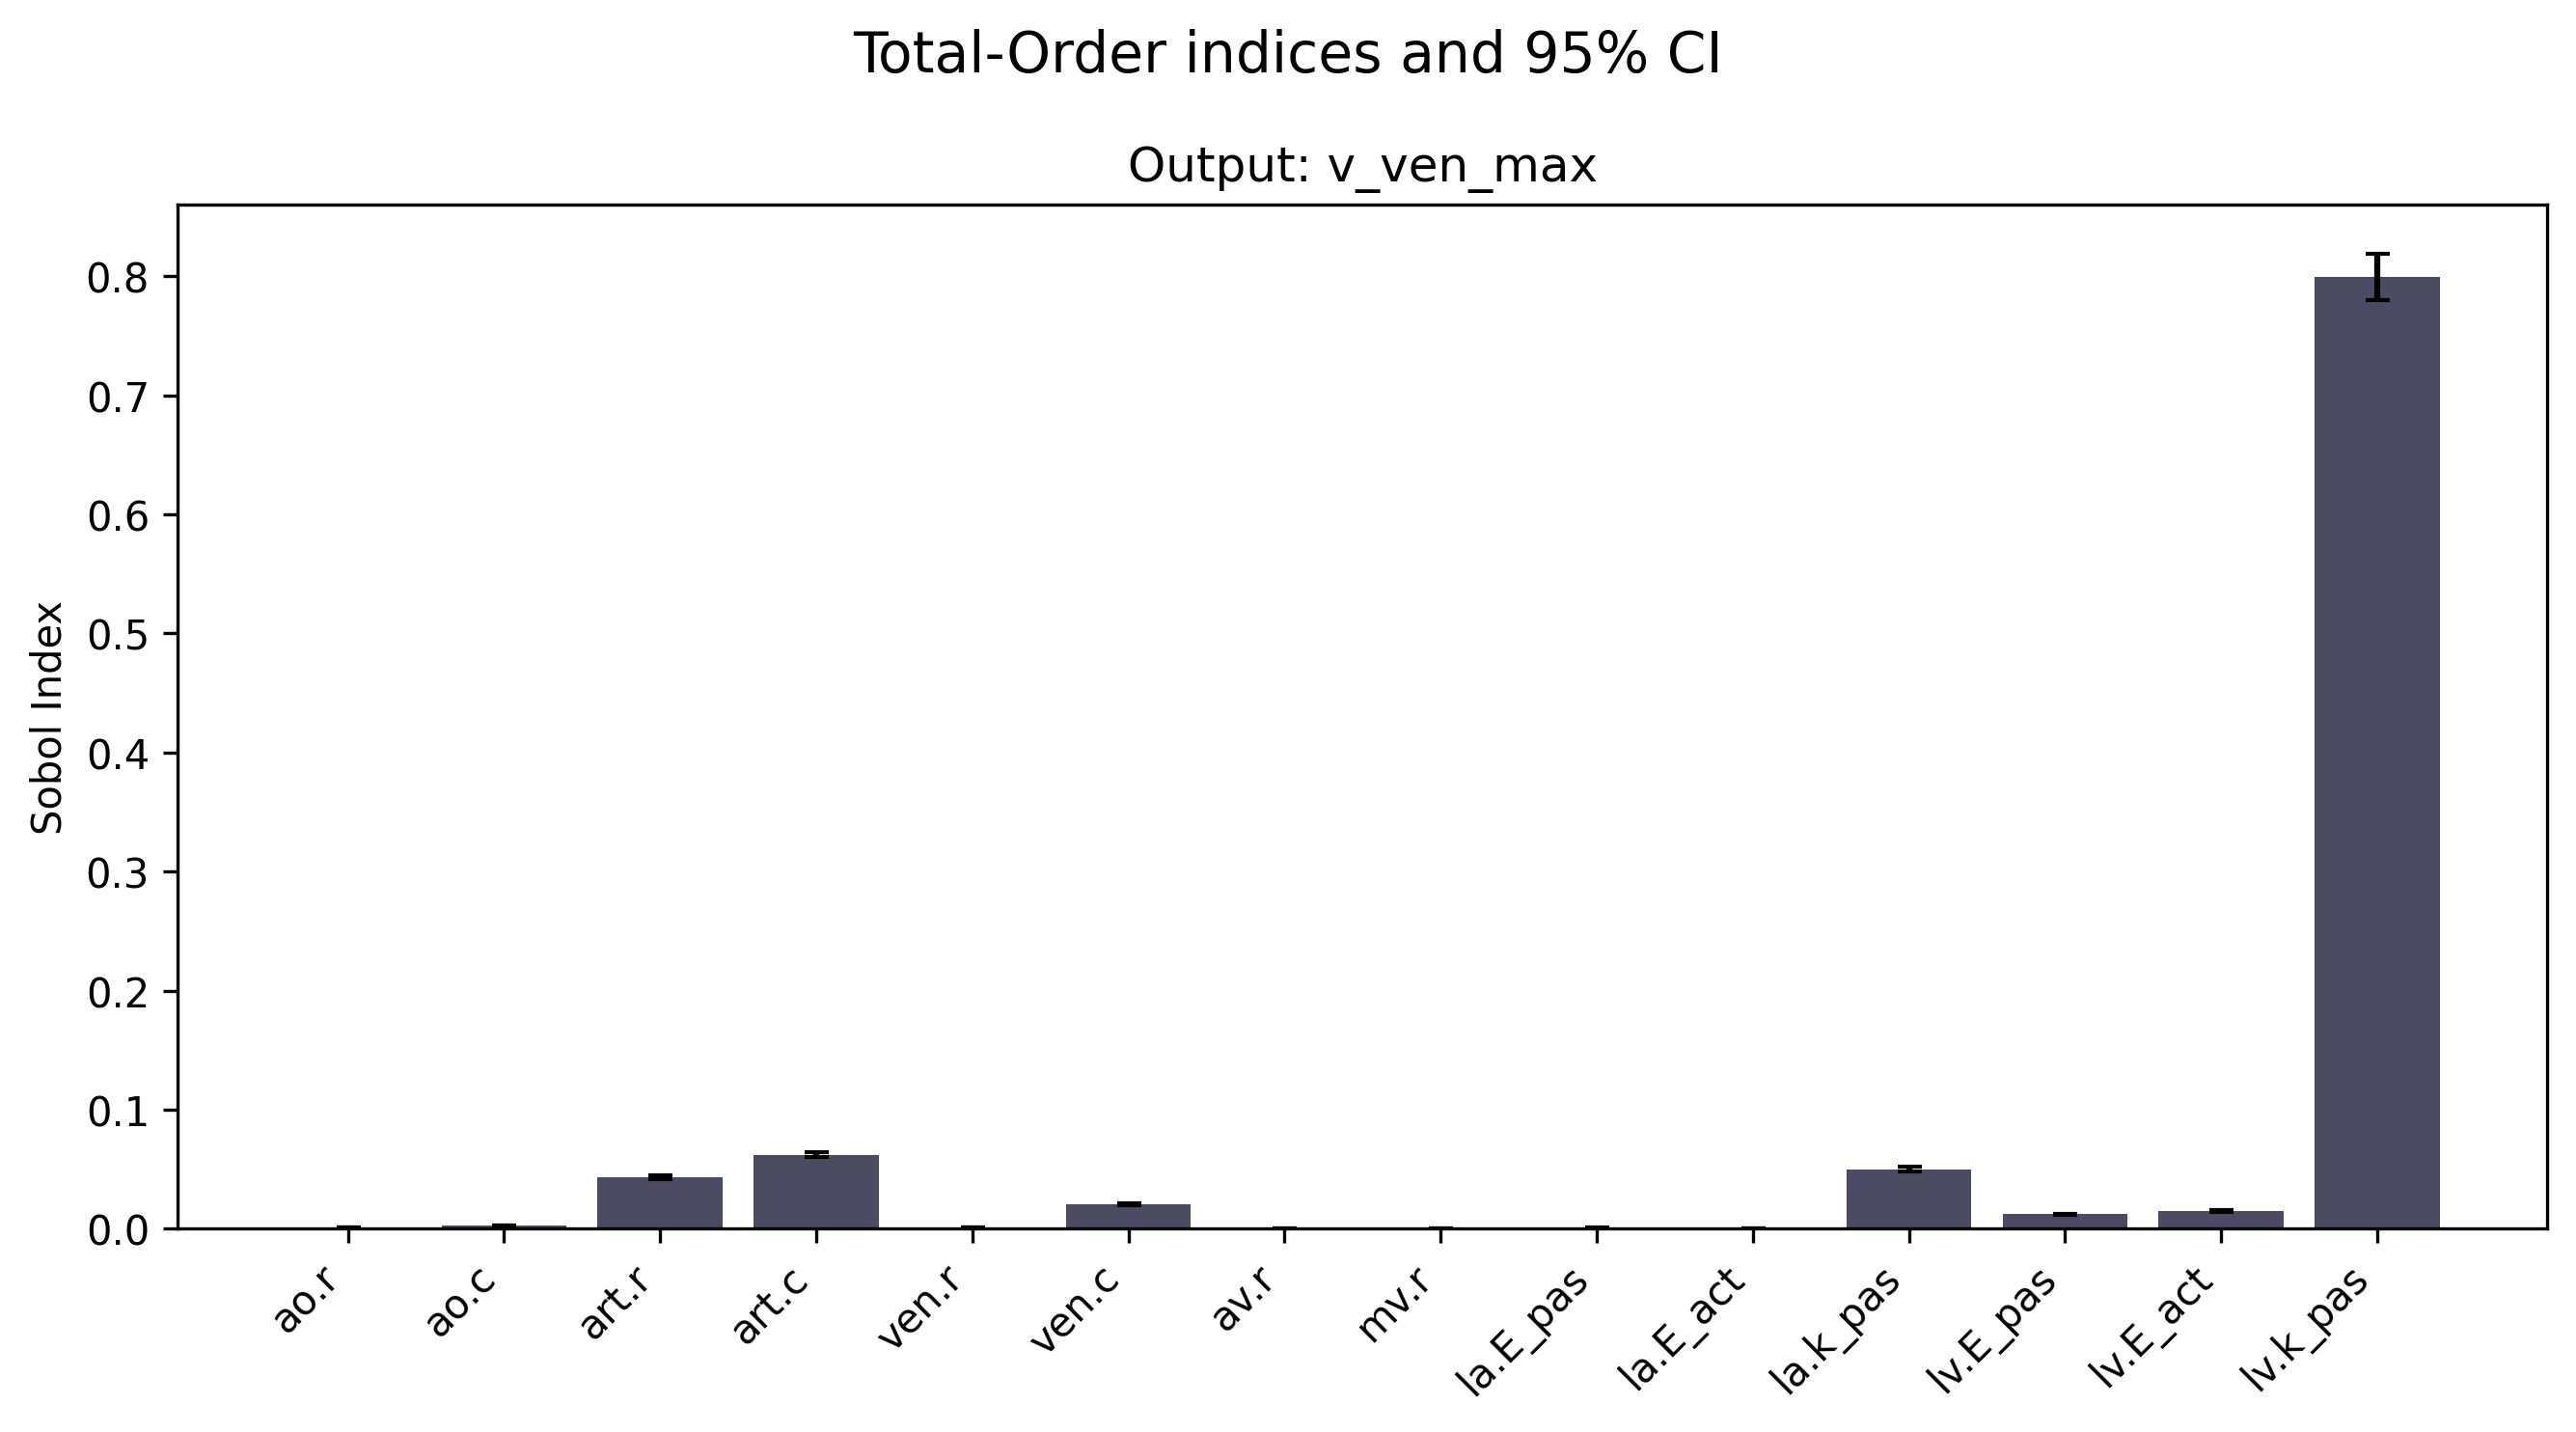 Total-Order indices and 95% CI
Output: v_ven_max
Sobol Index
0.8
0.7
0.6
0.5
0.4
0.3
0.2
0.1
0.0
ao.r
ao.c
art.r
art.c
ven.r
ven.c
av.r
mv.r
la.E_pas
la.E_act
la.k_pas
lv.E_pas
lv.E_act
lv.k_pas